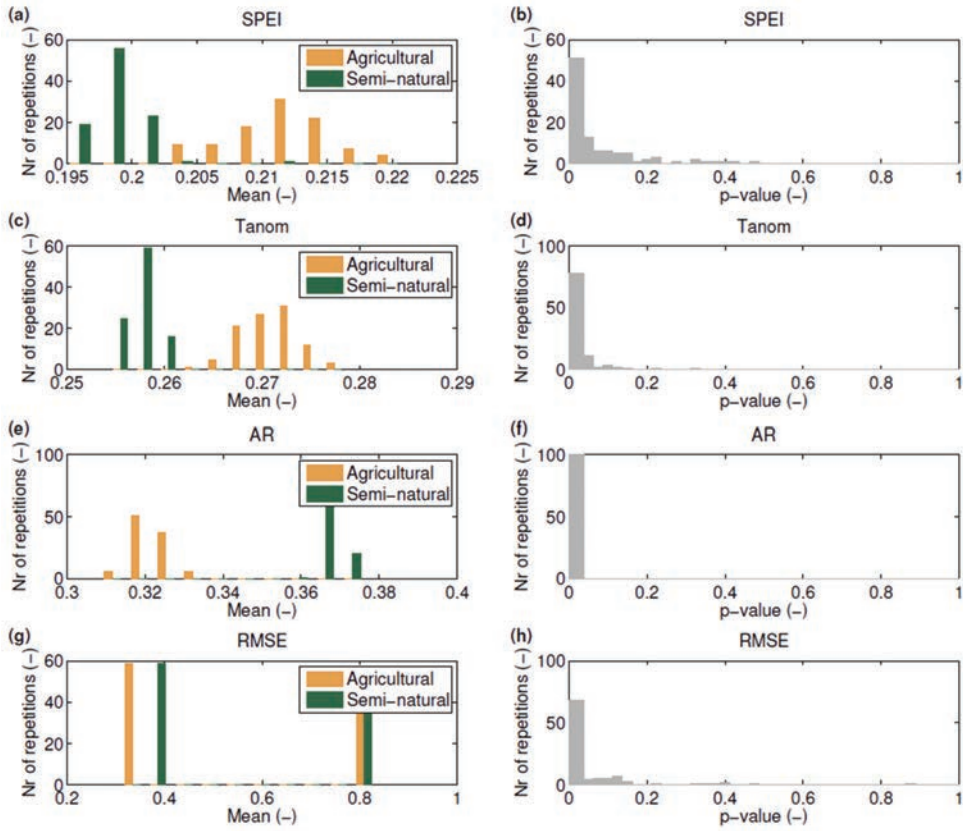 (a) SPEI
Nr of repetitions (–)
60
40
20
0
Agricultural
Semi-natural
0.195 0.2 0.205 0.21 0.215 0.22 0.225
Mean (–)
(b) SPEI
Nr of repetitions (–)
60
40
20
0
0 0.2 0.4 0.6 0.8 1
p-value (–)
(c) Tanom
Nr of repetitions (–)
60
40
20
0
Agricultural
Semi-natural
0.25 0.26 0.27 0.28 0.29
Mean (–)
(d) Tanom
Nr of repetitions (–)
100
50
0
0 0.2 0.4 0.6 0.8 1
p-value (–)
(e) AR
Nr of repetitions (–)
100
50
0
Agricultural
Semi-natural
0.3 0.32 0.34 0.36 0.38 0.4
Mean (–)
(f) AR
Nr of repetitions (–)
100
50
0
0 0.2 0.4 0.6 0.8 1
p-value (–)
(g) RMSE
Nr of repetitions (–)
60
40
20
0
Agricultural
Semi-natural
0.2 0.4 0.6 0.8 1
Mean (–)
(h) RMSE
Nr of repetitions (–)
100
50
0
0 0.2 0.4 0.6 0.8 1
p-value (–)